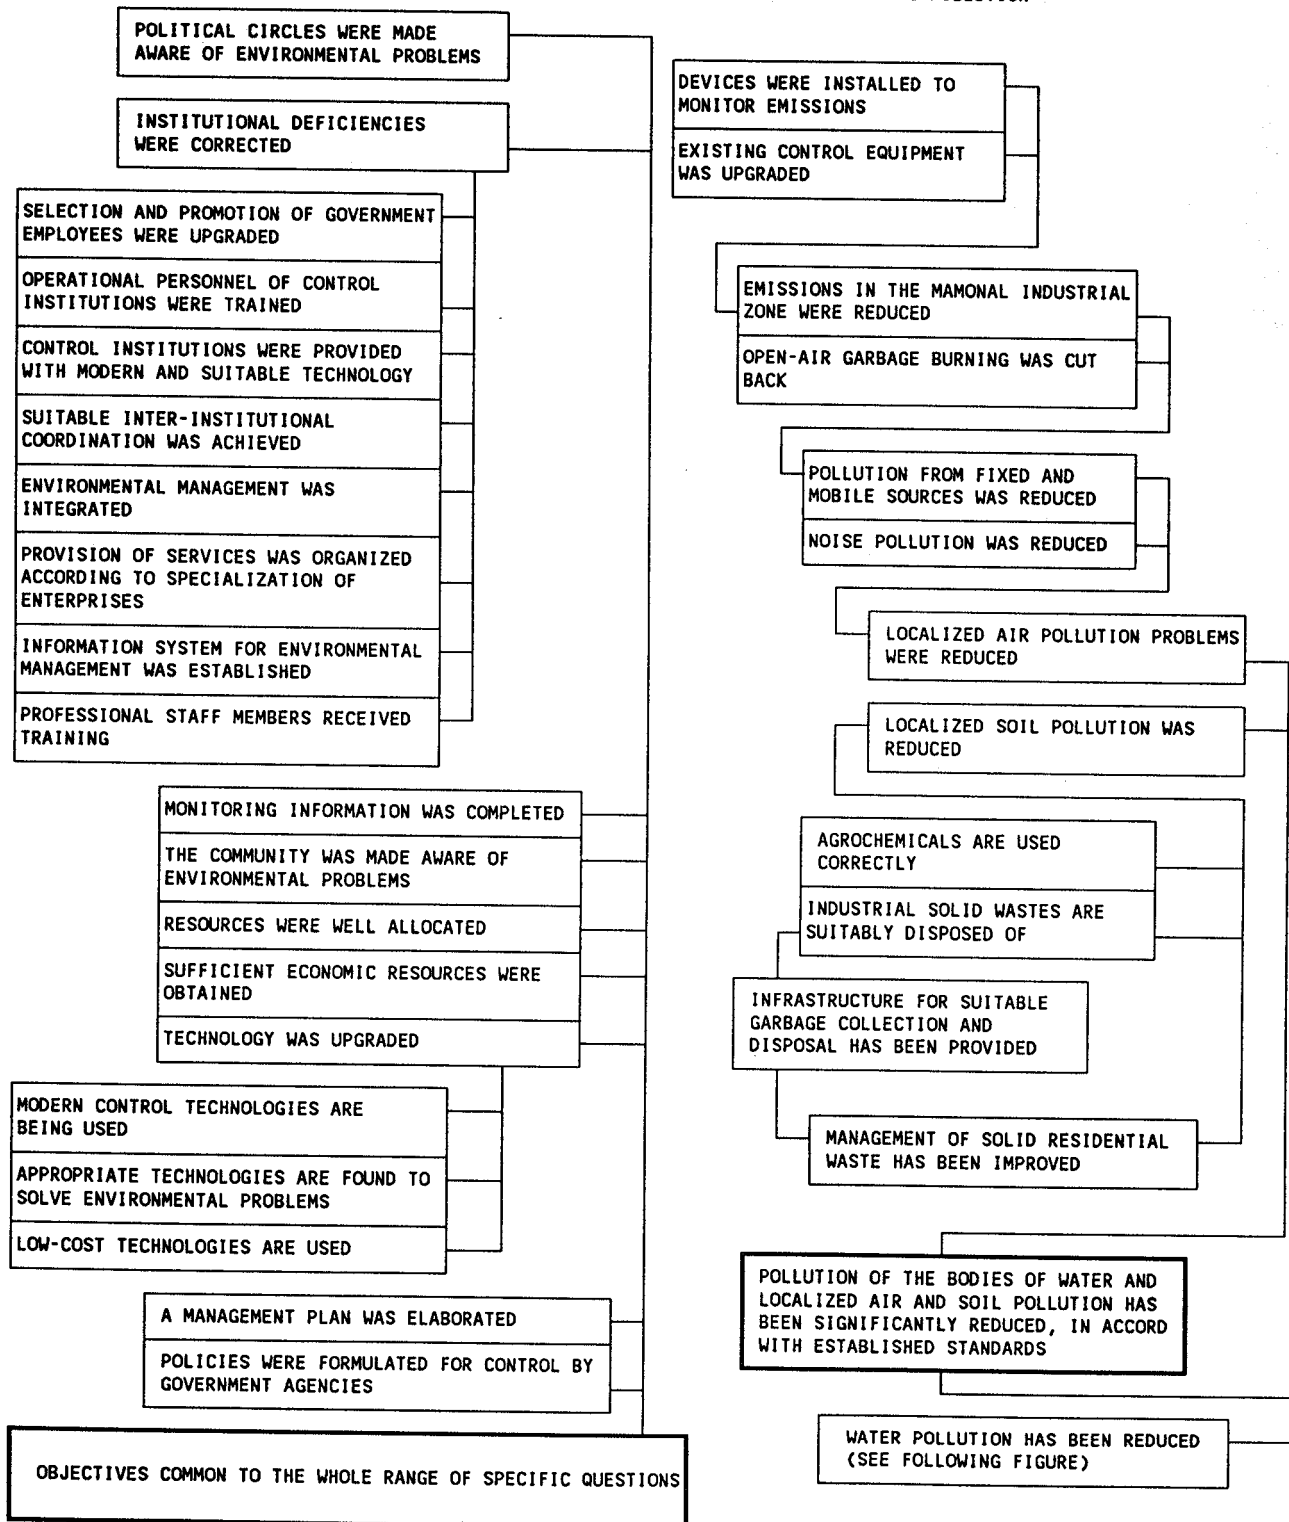 POLITICAL CIRCLES WERE MADE
AWARE OF ENVIRONMENTAL PROBLEMS
INSTITUTIONAL DEFICIENCIES
WERE CORRECTED
SELECTION AND PROMOTION OF GOVERNMENT
EMPLOYEES WERE UPGRADED
OPERATIONAL PERSONNEL OF CONTROL
INSTITUTIONS WERE TRAINED
CONTROL INSTITUTIONS WERE PROVIDED
WITH MODERN AND SUITABLE TECHNOLOGY
SUITABLE INTER-INSTITUTIONAL
COORDINATION WAS ACHIEVED
ENVIRONMENTAL MANAGEMENT WAS
INTEGRATED
PROVISION OF SERVICES WAS ORGANIZED
ACCORDING TO SPECIALIZATION OF
ENTERPRISES
INFORMATION SYSTEM FOR ENVIRONMENTAL
MANAGEMENT WAS ESTABLISHED
PROFESSIONAL STAFF MEMBERS RECEIVED
TRAINING
MONITORING INFORMATION WAS COMPLETED
THE COMMUNITY WAS MADE AWARE OF
ENVIRONMENTAL PROBLEMS
RESOURCES WERE WELL ALLOCATED
SUFFICIENT ECONOMIC RESOURCES WERE
OBTAINED
TECHNOLOGY WAS UPGRADED
MODERN CONTROL TECHNOLOGIES ARE
BEING USED
APPROPRIATE TECHNOLOGIES ARE FOUND TO
SOLVE ENVIRONMENTAL PROBLEMS
LOW-COST TECHNOLOGIES ARE USED
A MANAGEMENT PLAN WAS ELABORATED
POLICIES WERE FORMULATED FOR CONTROL BY
GOVERNMENT AGENCIES
OBJECTIVES COMMON TO THE WHOLE RANGE OF SPECIFIC QUESTIONS
DEVICES WERE INSTALLED TO
MONITOR EMISSIONS
EXISTING CONTROL EQUIPMENT
WAS UPGRADED
EMISSIONS IN THE MAMONAL INDUSTRIAL
ZONE WERE REDUCED
OPEN-AIR GARBAGE BURNING WAS CUT
BACK
POLLUTION FROM FIXED AND
MOBILE SOURCES WAS REDUCED
NOISE POLLUTION WAS REDUCED
LOCALIZED AIR POLLUTION PROBLEMS
WERE REDUCED
LOCALIZED SOIL POLLUTION WAS
REDUCED
AGROCHEMICALS ARE USED
CORRECTLY
INDUSTRIAL SOLID WASTES ARE
SUITABLY DISPOSED OF
INFRASTRUCTURE FOR SUITABLE
GARBAGE COLLECTION AND
DISPOSAL HAS BEEN PROVIDED
MANAGEMENT OF SOLID RESIDENTIAL
WASTE HAS BEEN IMPROVED
POLLUTION OF THE BODIES OF WATER AND
LOCALIZED AIR AND SOIL POLLUTION HAS
BEEN SIGNIFICANTLY REDUCED, IN ACCORD
WITH ESTABLISHED STANDARDS
WATER POLLUTION HAS BEEN REDUCED
(SEE FOLLOWING FIGURE)